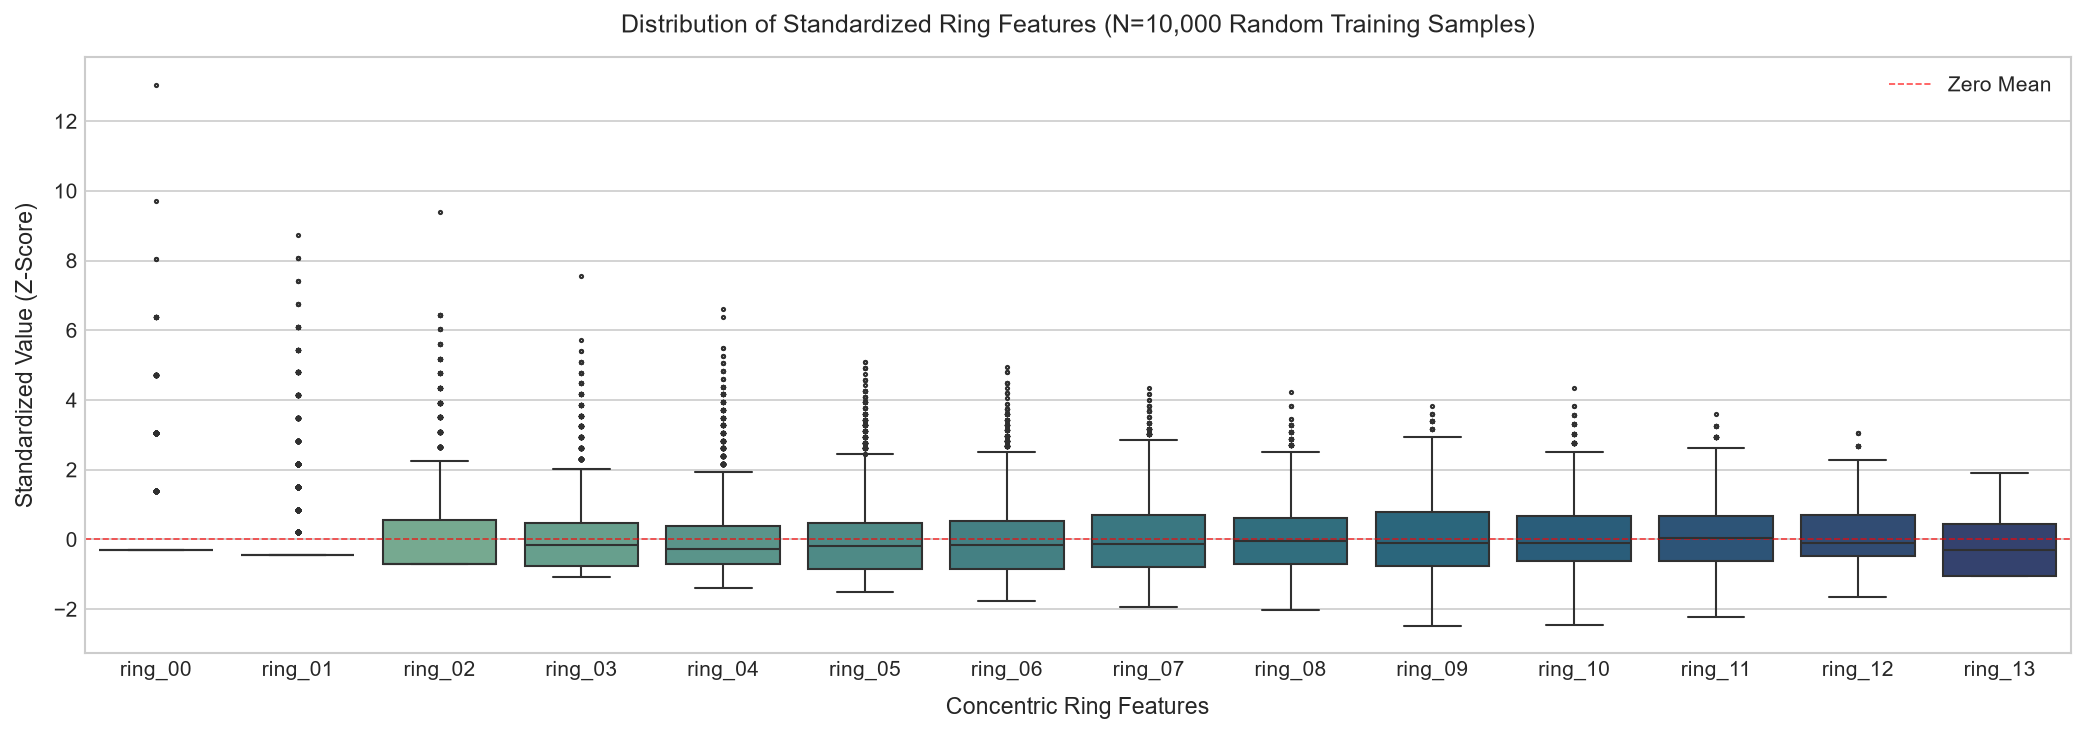 Distribution of Standardized Ring Features (N=10,000 Random Training Samples)
Zero Mean
Standardized Value (Z-Score)
12
10
8
6
4
2
0
−2
ring_00 ring_01 ring_02 ring_03 ring_04 ring_05 ring_06 ring_07 ring_08 ring_09 ring_10 ring_11 ring_12 ring_13
Concentric Ring Features